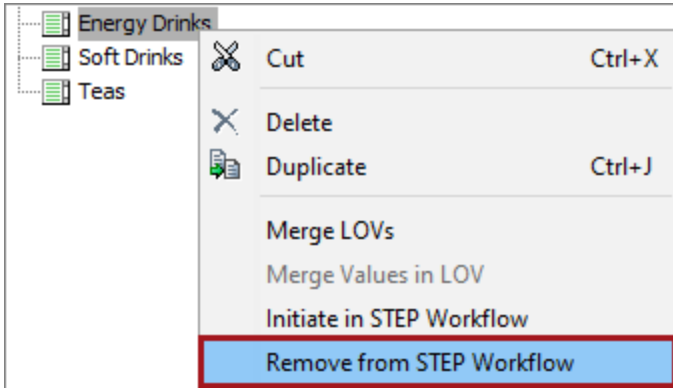 Energy Drinks
Soft Drinks
Teas
Cut Ctrl+X
Delete
Duplicate Ctrl+J
Merge LOVs
Merge Values in LOV
Initiate in STEP Workflow
Remove from STEP Workflow